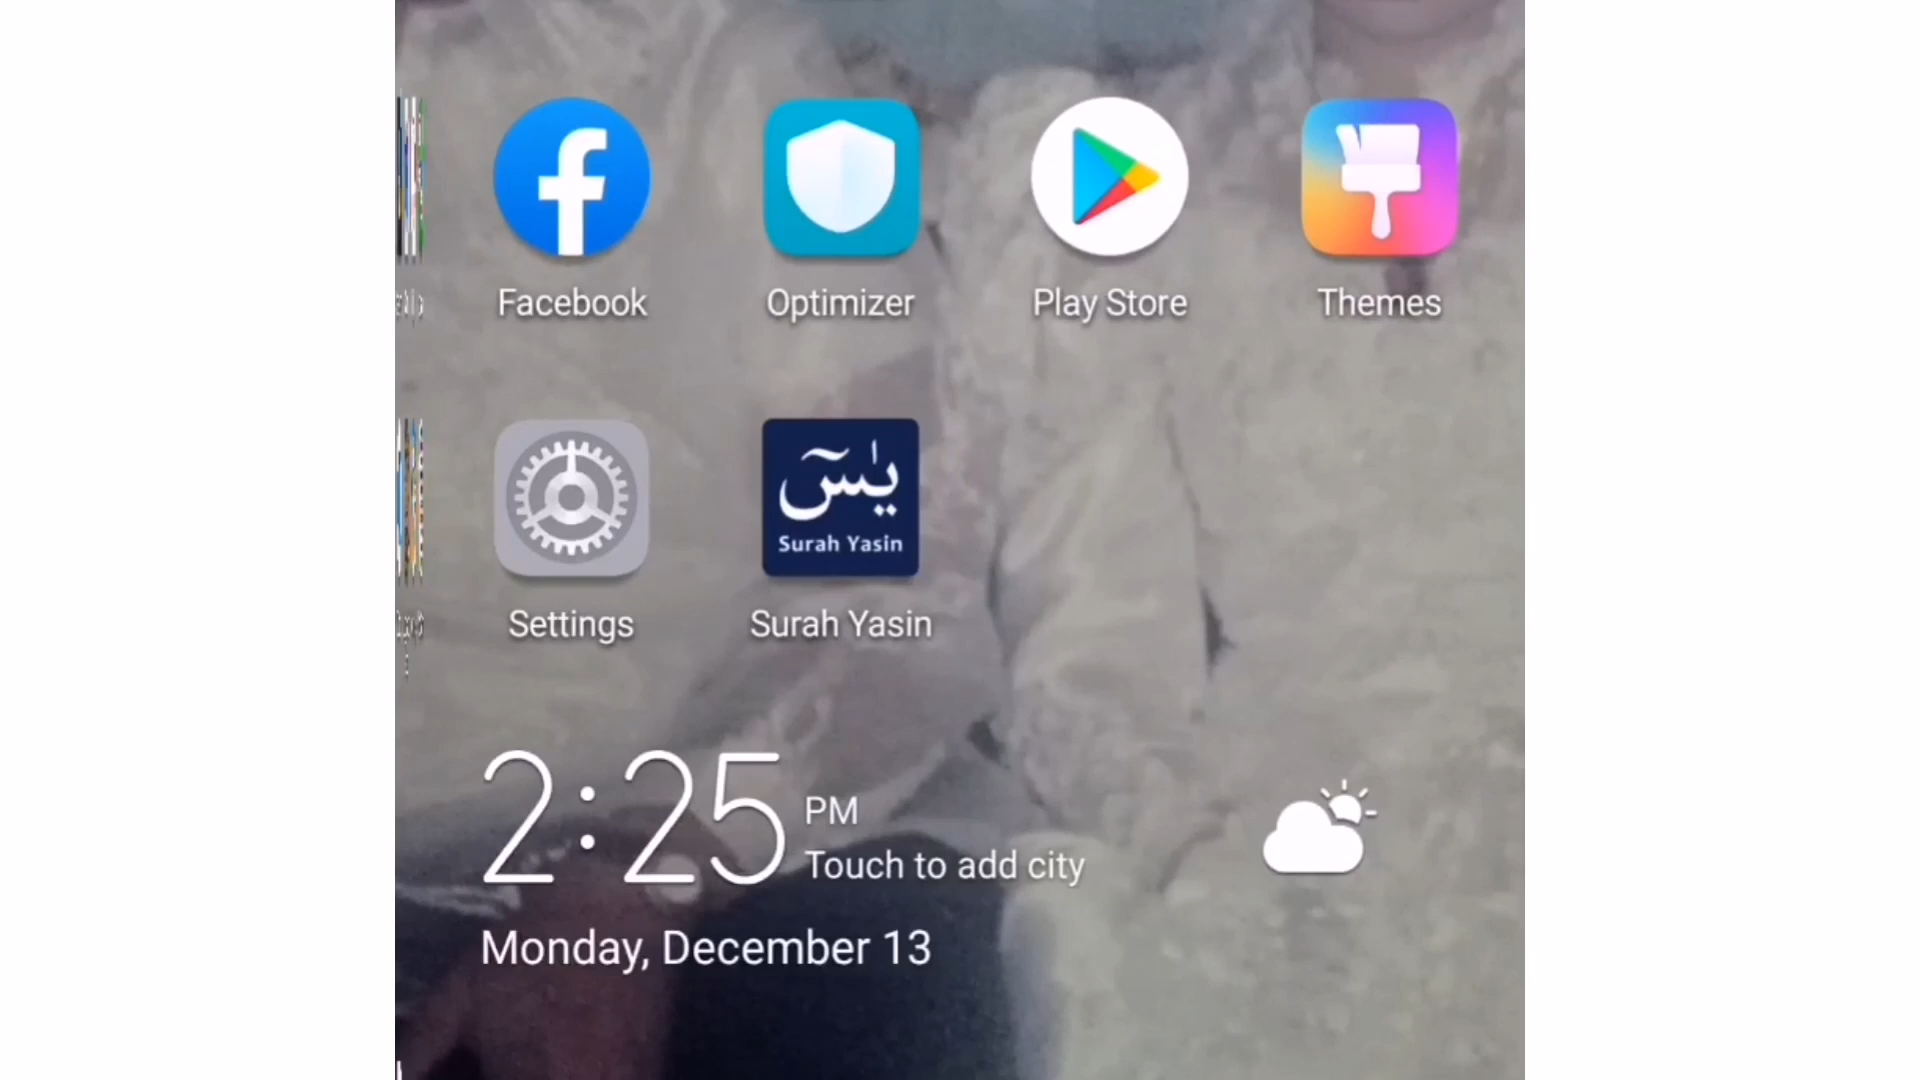 Facebook
Optimizer
Play Store
Themes
يٰسٓ
Surah Yasin
Settings
Surah Yasin
2:25
PM
Touch to add city
Monday, December 13